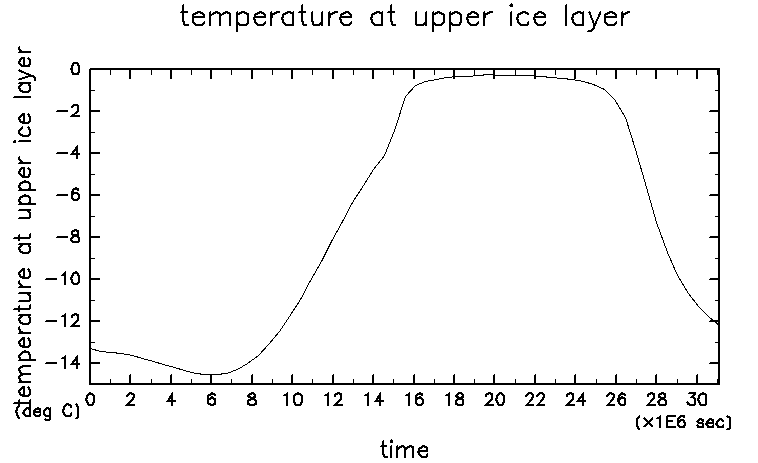 temperature at upper ice layer
temperature at upper ice layer
(deg C)
0
−2
−4
−6
−8
−10
−12
−14
0 2 4 6 8 10 12 14 16 18 20 22 24 26 28 30
(×1E6 sec)
time